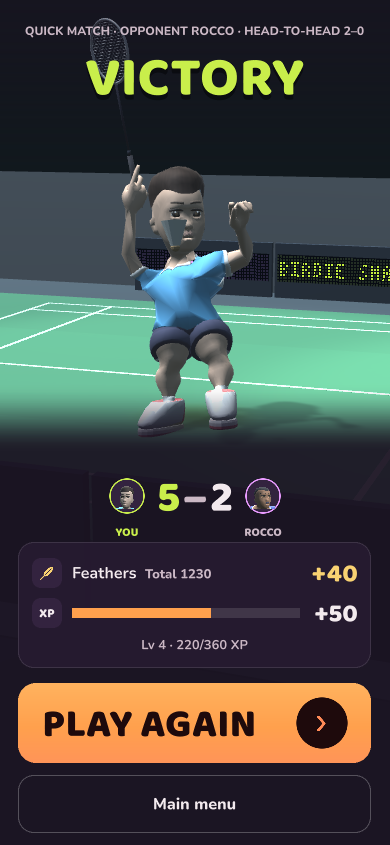 QUICK MATCH · OPPONENT ROCCO · HEAD-TO-HEAD 2–0
VICTORY
BIRDIE
5–2
YOU
ROCCO
Feathers Total 1230 +40
XP +50
Lv 4 · 220/360 XP
PLAY AGAIN
Main menu